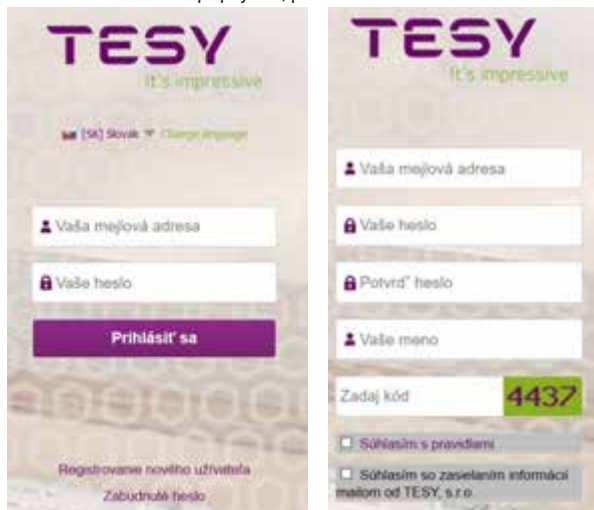 TESY
It's impressive
[SK] Slovak Change language
Vaša mejlová adresa
Vaše heslo
Prihlásiť sa
Registrovanie nového užívateľa
Zabudnuté heslo
TESY
It's impressive
Vaša mejlová adresa
Vaše heslo
Potvrď heslo
Vaše meno
Zadaj kód 4437
Súhlasím s pravidlami
Súhlasím so zasielaním informácií
mailom od TESY, s.r.o.